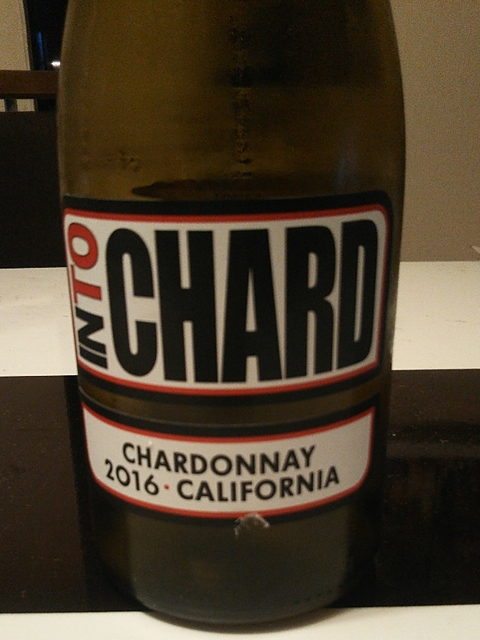 INTO
CHARD
CHARDONNAY
2016 · CALIFORNIA